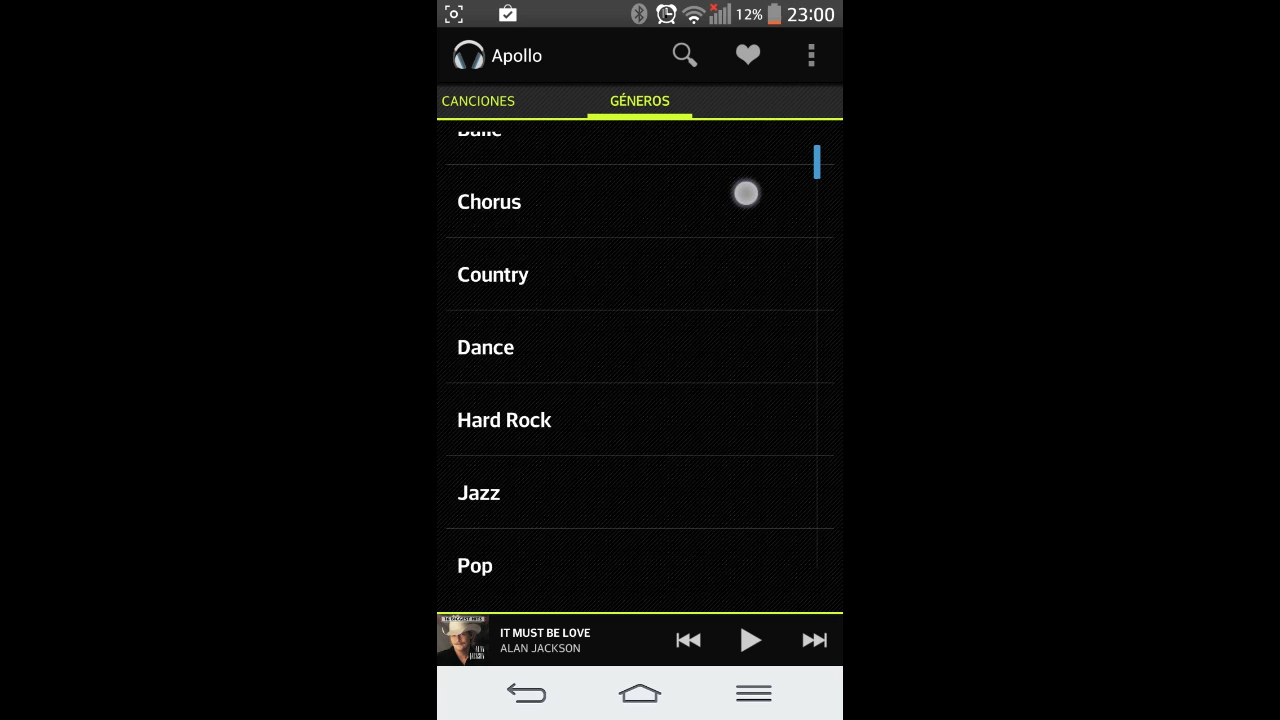 12% 23:00
Apollo
CANCIONES GÉNEROS
Baile
Chorus
Country
Dance
Hard Rock
Jazz
Pop
IT MUST BE LOVE
ALAN JACKSON